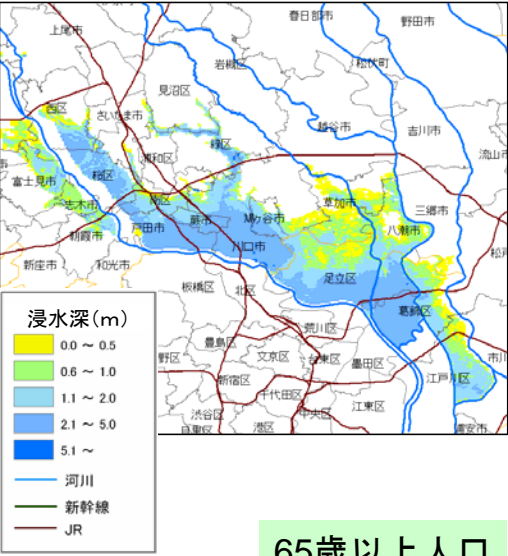 春日部市
上尾市
野田市
岩槻区
松伏町
見沼区
西区
さいたま市
越谷市
吉川市
緑区
浦和区
流山市
富士見市
桜区
南区
草加市
三郷市
志木市
蕨市
鳩ヶ谷市
八潮市
戸田市
朝霞市
川口市
新座市
和光市
足立区
板橋区
北区
葛飾区
荒川区
豊島区
文京区
台東区
墨田区
市川
江戸川区
新宿区
千代田区
江東区
中央区
渋谷区
港区
浦安市
目黒区
浸水深(m)
0.0 ～ 0.5
0.6 ～ 1.0
1.1 ～ 2.0
2.1 ～ 5.0
5.1 ～
河川
新幹線
JR
65歳以上人口